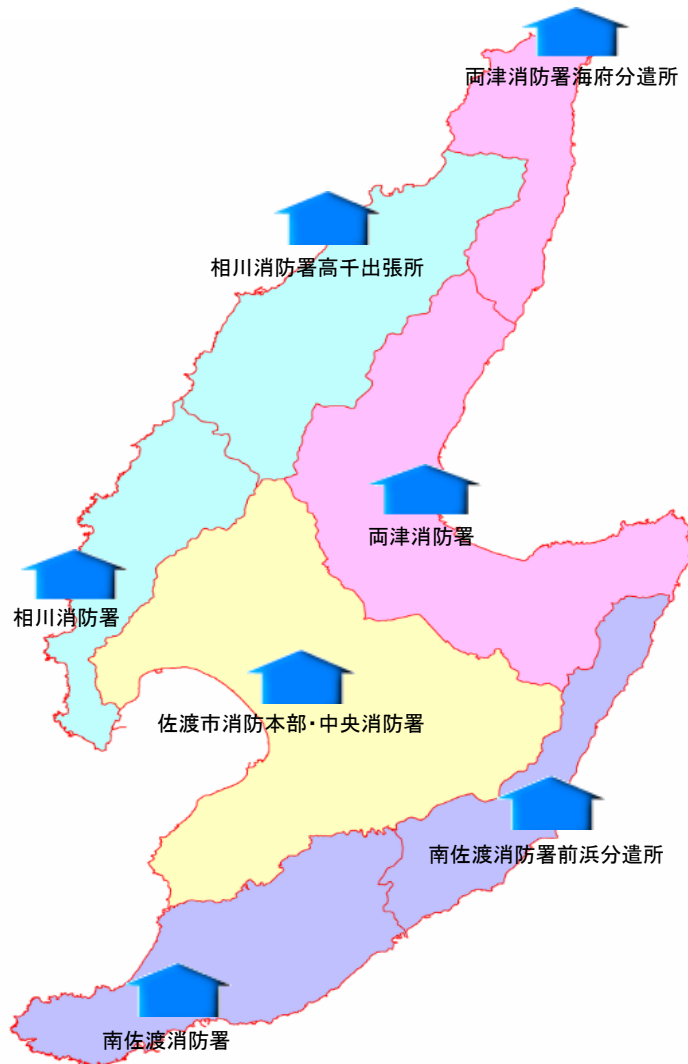 両津消防署海府分遣所
相川消防署高千出張所
両津消防署
相川消防署
佐渡市消防本部・中央消防署
南佐渡消防署前浜分遣所
南佐渡消防署